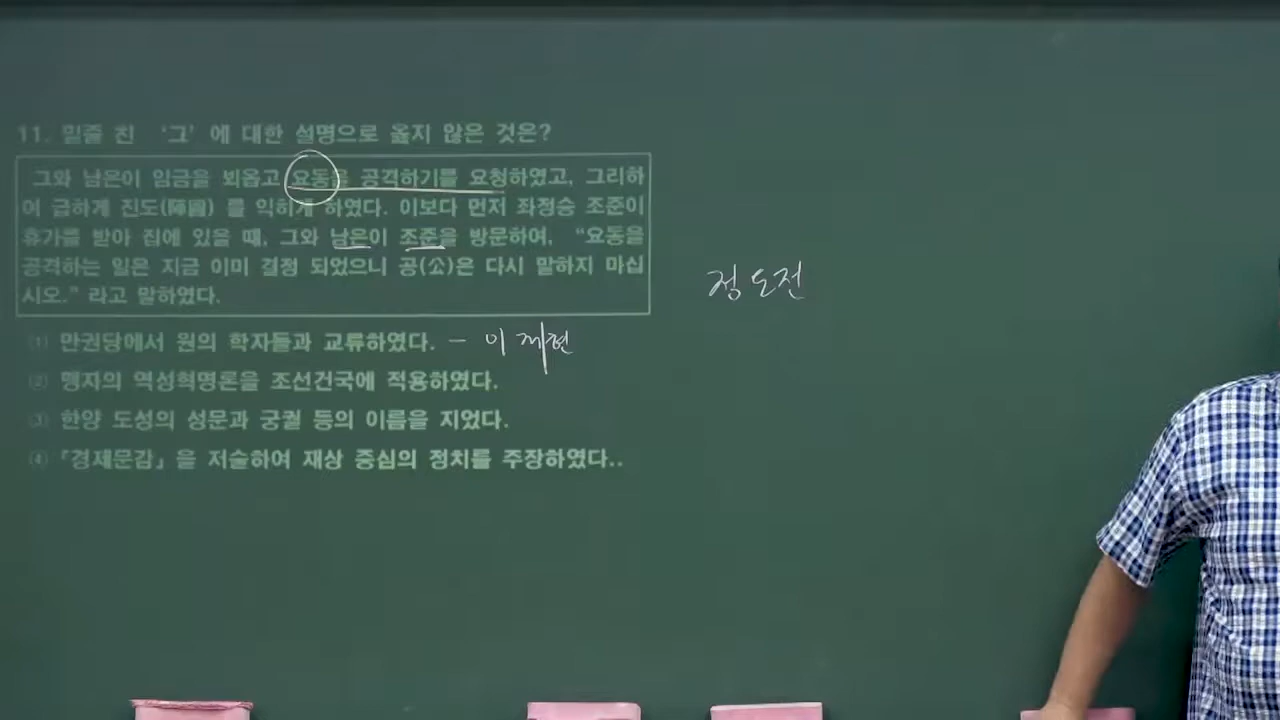 11. 밑줄 친 '그' 에 대한 설명으로 옳지 않은 것은?
그와 남은이 임금을 뵈옵고 요동을 공격하기를 요청하였고, 그리하
여 급하게 진도(陣圖) 를 익히게 하였다. 이보다 먼저 좌정승 조준이
휴가를 받아 집에 있을 때, 그와 남은이 조준을 방문하여, “요동을
공격하는 일은 지금 이미 결정 되었으니 공(公)은 다시 말하지 마십
시오.” 라고 말하였다.
정도전
(1) 만권당에서 원의 학자들과 교류하였다. - 이제현
(2) 맹자의 역성혁명론을 조선건국에 적용하였다.
(3) 한양 도성의 성문과 궁궐 등의 이름을 지었다.
(4) 「경제문감」을 저술하여 재상 중심의 정치를 주장하였다..